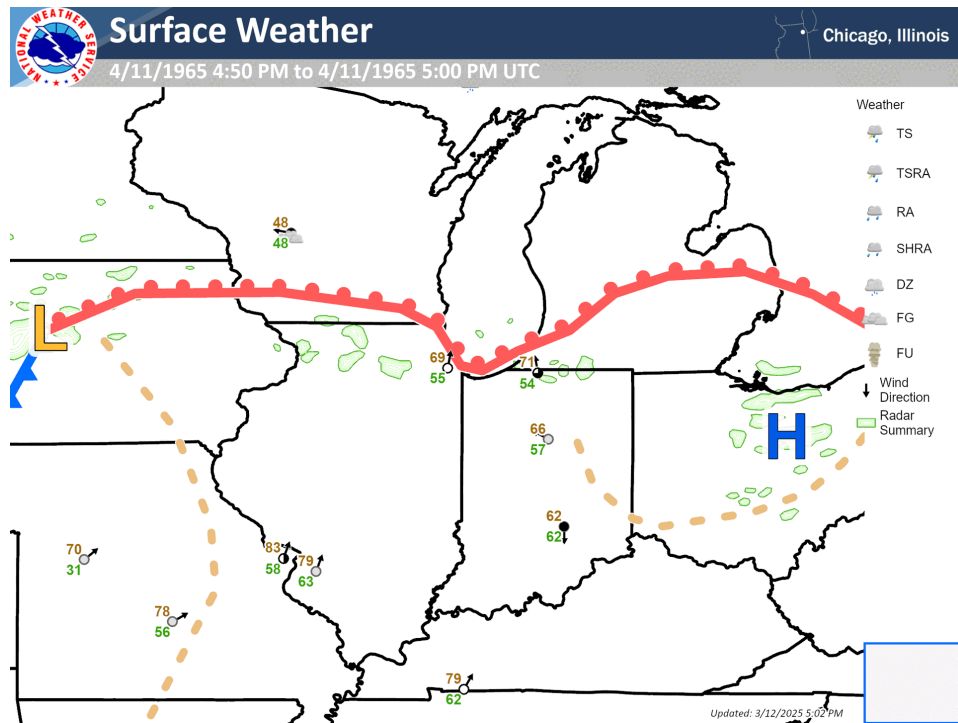 NATIONAL WEATHER SERVICE
Surface Weather
Chicago, Illinois
4/11/1965 4:50 PM to 4/11/1965 5:00 PM UTC
Weather
TS
TSRA
RA
SHRA
DZ
FG
FU
Wind
Direction
Radar
Summary
48
48
L
69
55
71
54
H
66
57
62
62
70
31
83
58
79
63
78
56
79
62
Updated: 3/12/2025 5:02 PM